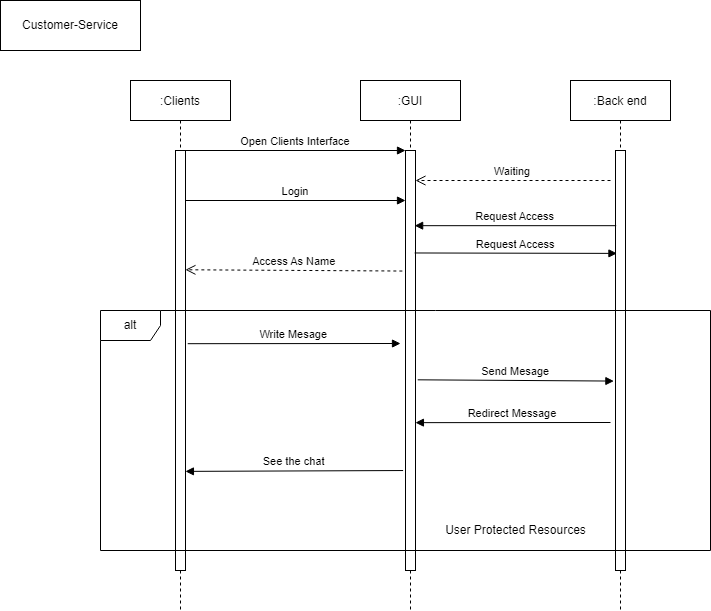 Customer-Service
:Clients
:GUI
:Back end
Open Clients Interface
Waiting
Login
Request Access
Request Access
Access As Name
alt
Write Mesage
Send Mesage
Redirect Message
See the chat
User Protected Resources